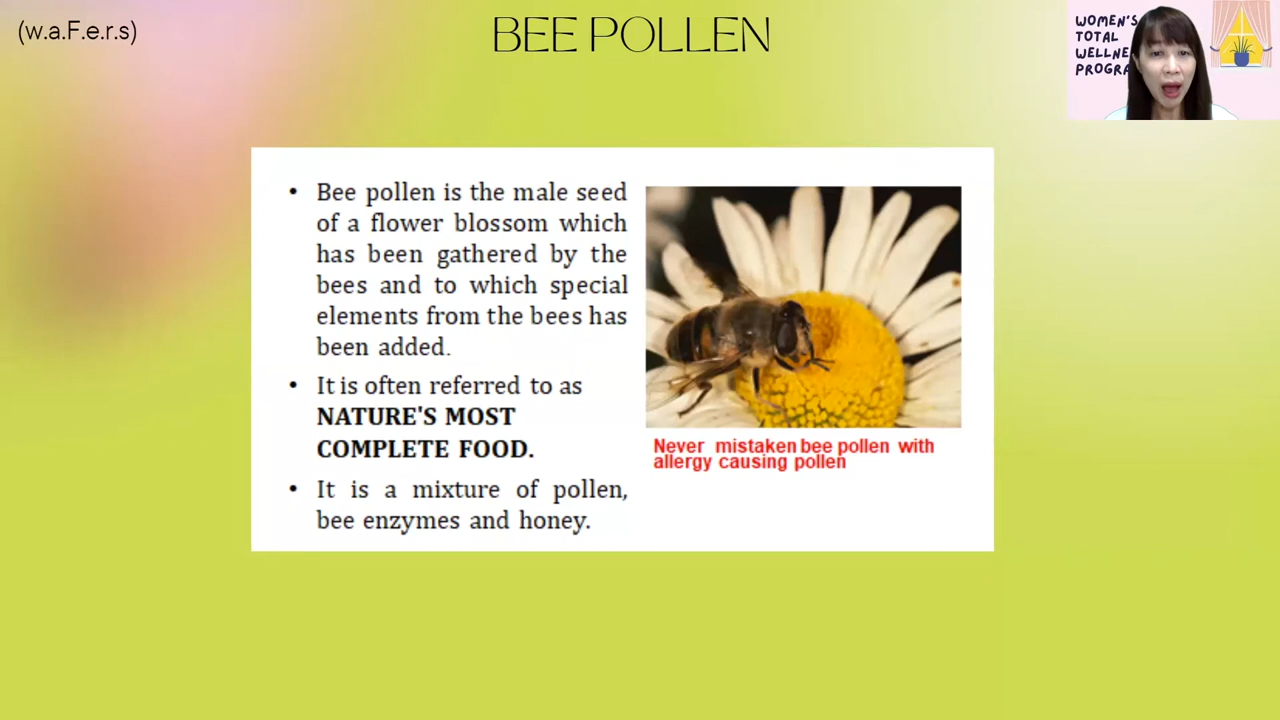 (w.a.F.e.r.s)
BEE POLLEN
WOMEN'S
TOTAL
• Bee pollen is the male seed
of a flower blossom which
has been gathered by the
bees and to which special
elements from the bees has
been added.
• It is often referred to as
NATURE'S MOST
COMPLETE FOOD.
• It is a mixture of pollen,
bee enzymes and honey.
Never mistaken bee pollen with
allergy causing pollen